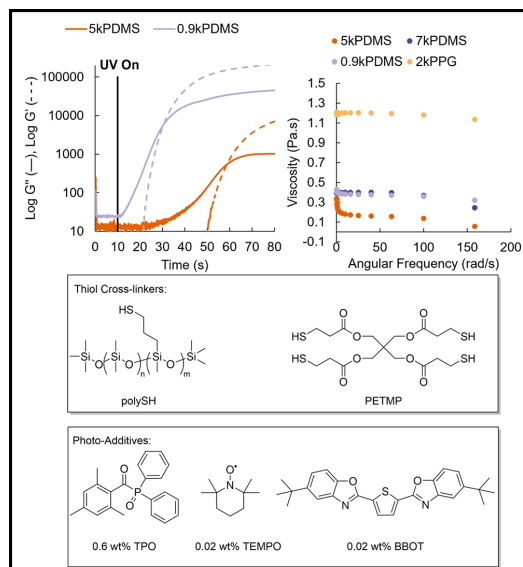 5kPDMS 0.9kPDMS
5kPDMS 7kPDMS
0.9kPDMS 2kPPG
UV On
Log G'' (—), Log G' (- - -)
100000
10000
1000
100
10
0 10 20 30 40 50 60 70 80
Time (s)
Viscosity (Pa.s)
1.5
1.3
1.1
0.9
0.7
0.5
0.3
0.1
-0.1
0 50 100 150 200
Angular Frequency (rad/s)
Thiol Cross-linkers:
HS
Si O Si O Si O Si
n m
polySH
HS O O SH
O O
O O
HS SH
O O
PETMP
Photo-Additives:
O
P
O
0.6 wt% TPO
O•
N
0.02 wt% TEMPO
O S O
N N
0.02 wt% BBOT